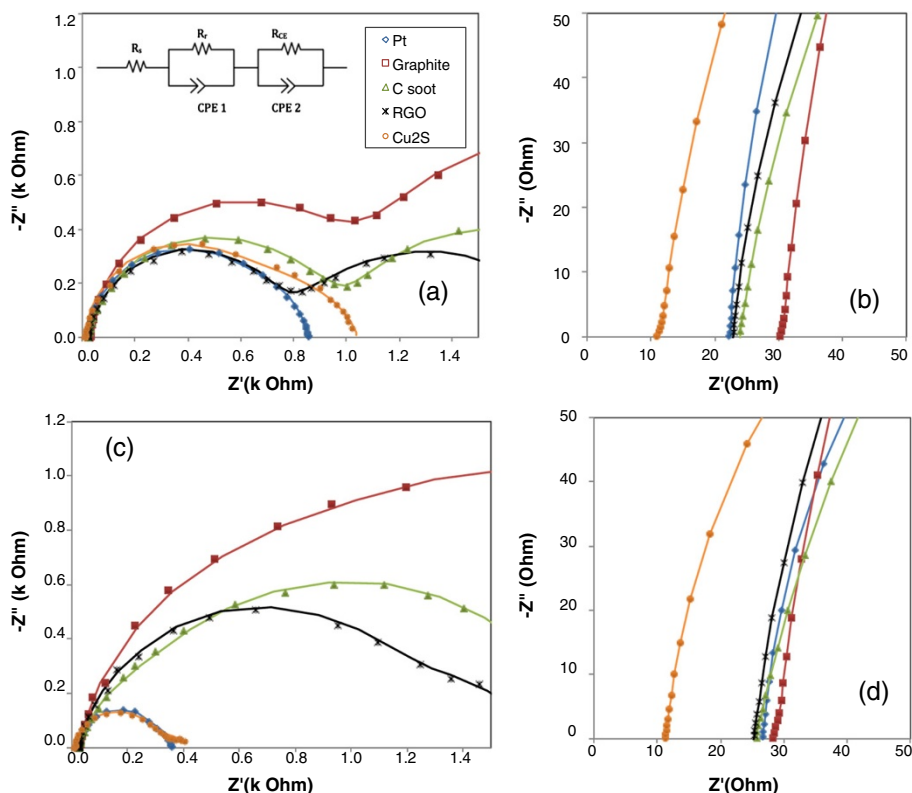 1.2
1.0
0.8
0.6
0.4
0.2
0.0
-Z" (k Ohm)
Rs
Rr
RCE
CPE 1
CPE 2
Pt
Graphite
C soot
RGO
Cu2S
(a)
0.0 0.2 0.4 0.6 0.8 1.0 1.2 1.4
Z'(k Ohm)
50
40
30
20
10
0
-Z" (Ohm)
(b)
0 10 20 30 40 50
Z'(Ohm)
1.2
1.0
0.8
0.6
0.4
0.2
0.0
-Z" (k Ohm)
(c)
0.0 0.2 0.4 0.6 0.8 1.0 1.2 1.4
Z'(k Ohm)
50
40
30
20
10
0
-Z" (Ohm)
(d)
0 10 20 30 40 50
Z'(Ohm)